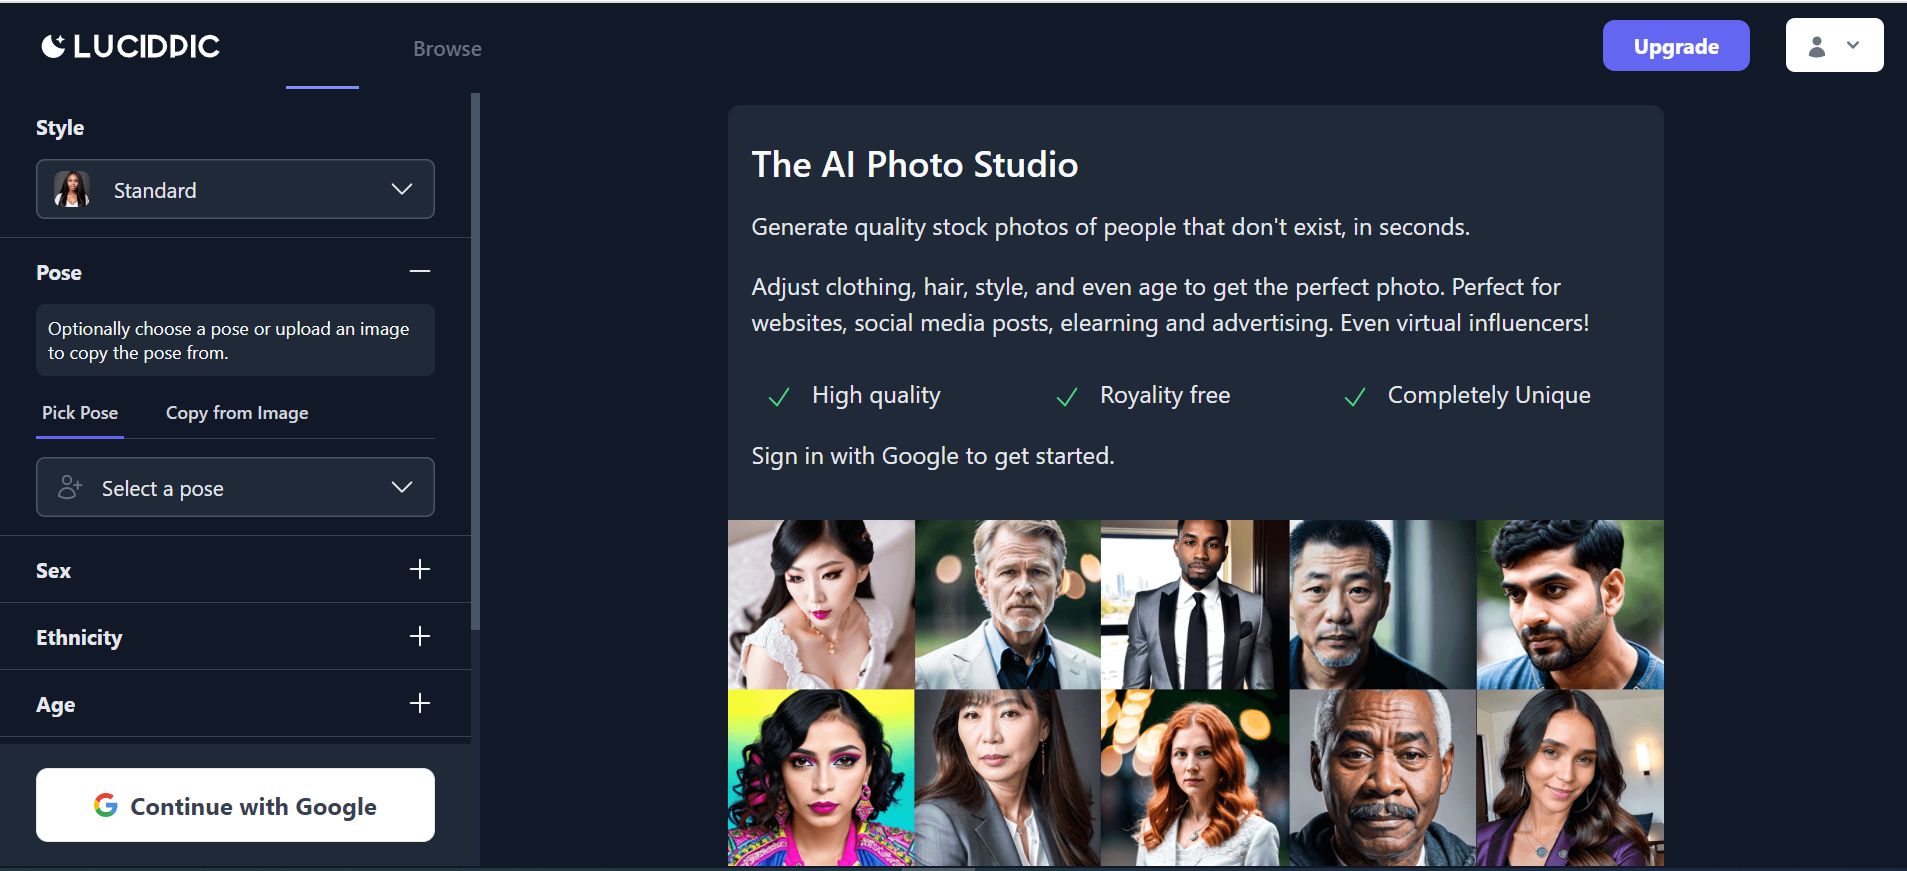 LUCIDPIC
Browse
Upgrade
Style
Standard
Pose
Optionally choose a pose or upload an image
to copy the pose from.
Pick Pose
Copy from Image
Select a pose
Sex
Ethnicity
Age
Continue with Google
The AI Photo Studio
Generate quality stock photos of people that don't exist, in seconds.
Adjust clothing, hair, style, and even age to get the perfect photo. Perfect for
websites, social media posts, elearning and advertising. Even virtual influencers!
High quality
Royality free
Completely Unique
Sign in with Google to get started.